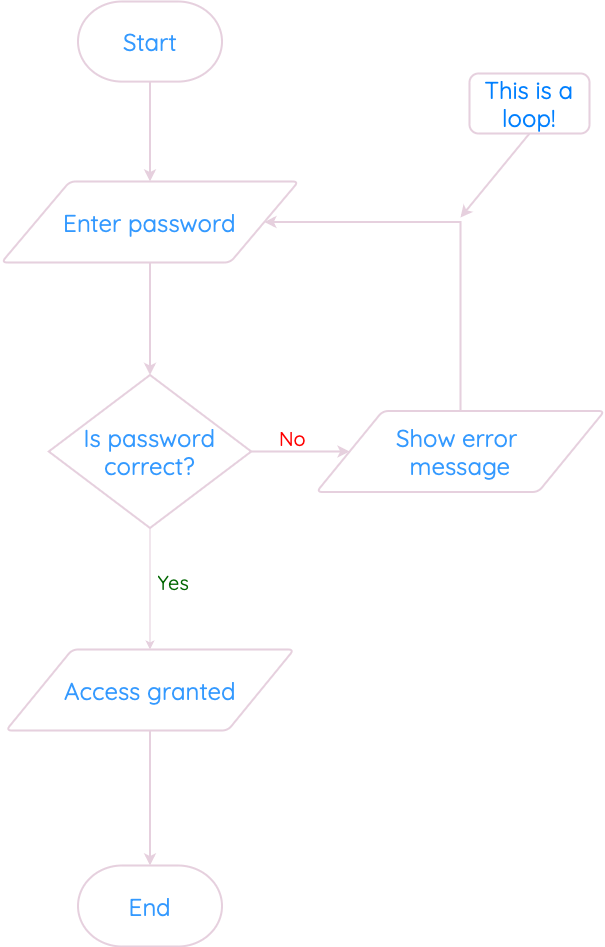 Start
This is a
loop!
Enter password
Is password
correct?
No
Show error
message
Yes
Access granted
End